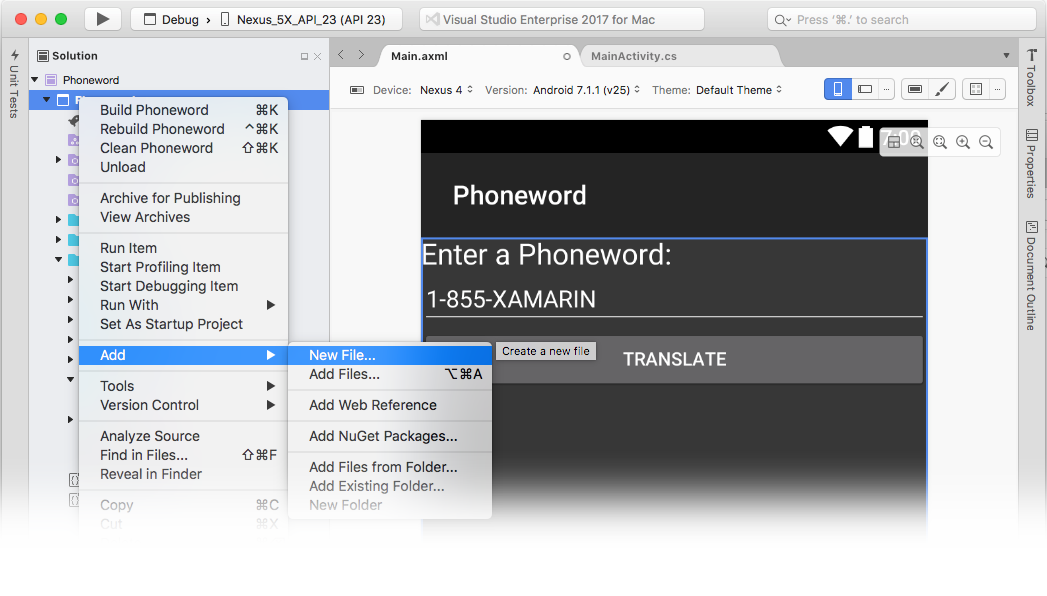 Debug › Nexus_5X_API_23 (API 23)
Visual Studio Enterprise 2017 for Mac
Press ‘⌘.’ to search
Unit Tests
Solution
Phoneword
Main.axml
MainActivity.cs
Device: Nexus 4
Version: Android 7.1.1 (v25)
Theme: Default Theme
Build Phoneword ⌘K
Rebuild Phoneword ^⌘K
Clean Phoneword ⇧⌘K
Unload
Archive for Publishing
View Archives
Run Item
Start Profiling Item
Start Debugging Item
Run With
Set As Startup Project
Add
Tools
Version Control
Analyze Source
Find in Files... ⇧⌘F
Reveal in Finder
Copy ⌘C
Cut ⌘X
New File...
Add Files... ⌥⌘A
Add Web Reference
Add NuGet Packages...
Add Files from Folder...
Add Existing Folder...
New Folder
Create a new file
Phoneword
Enter a Phoneword:
1-855-XAMARIN
TRANSLATE
Toolbox
Properties
Document Outline